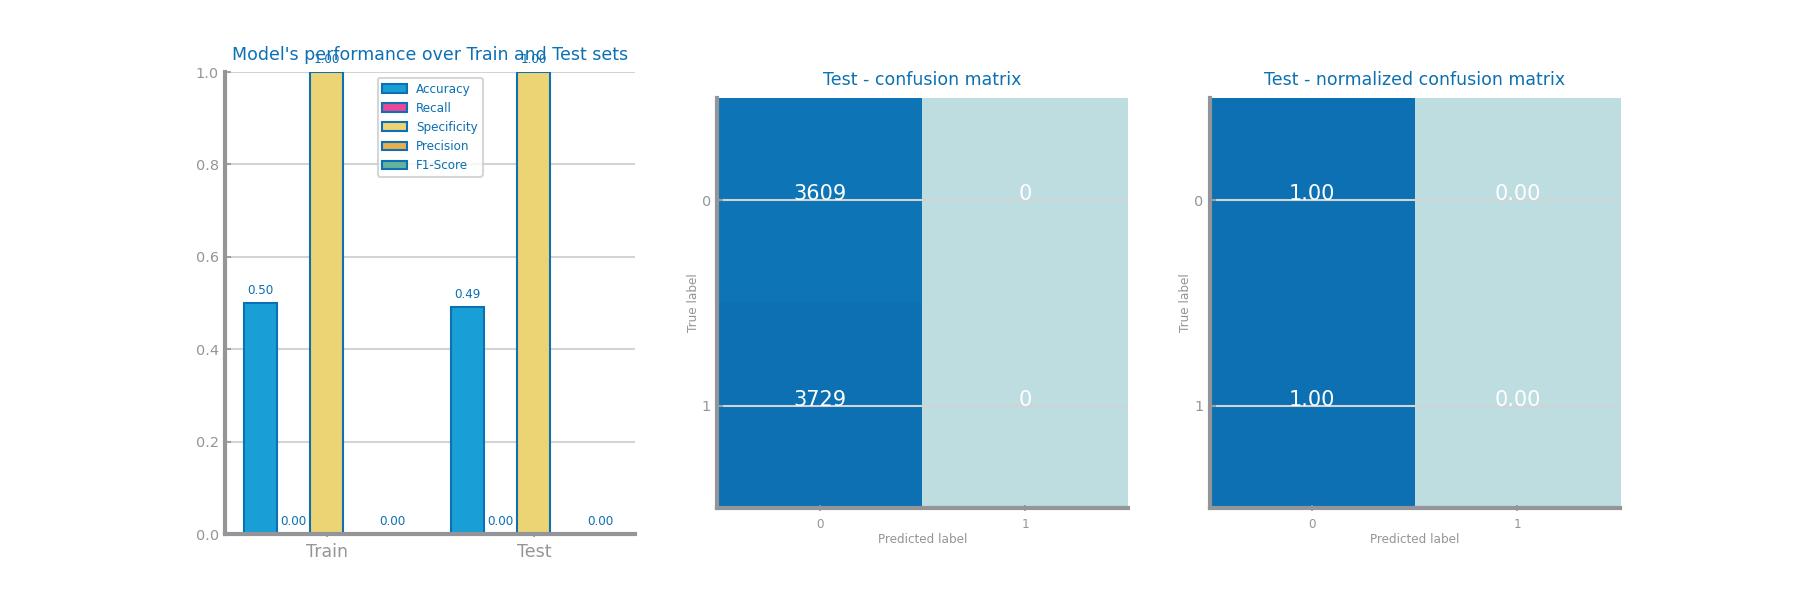 Model's performance over Train and Test sets
1.00 1.00
1.0
0.8
0.6
0.4
0.2
0.0
Accuracy
Recall
Specificity
Precision
F1-Score
0.50 0.49
0.00 0.00 0.00 0.00
Train Test
Test - confusion matrix
True label
0 3609 0
1 3729 0
0 1
Predicted label
Test - normalized confusion matrix
True label
0 1.00 0.00
1 1.00 0.00
0 1
Predicted label